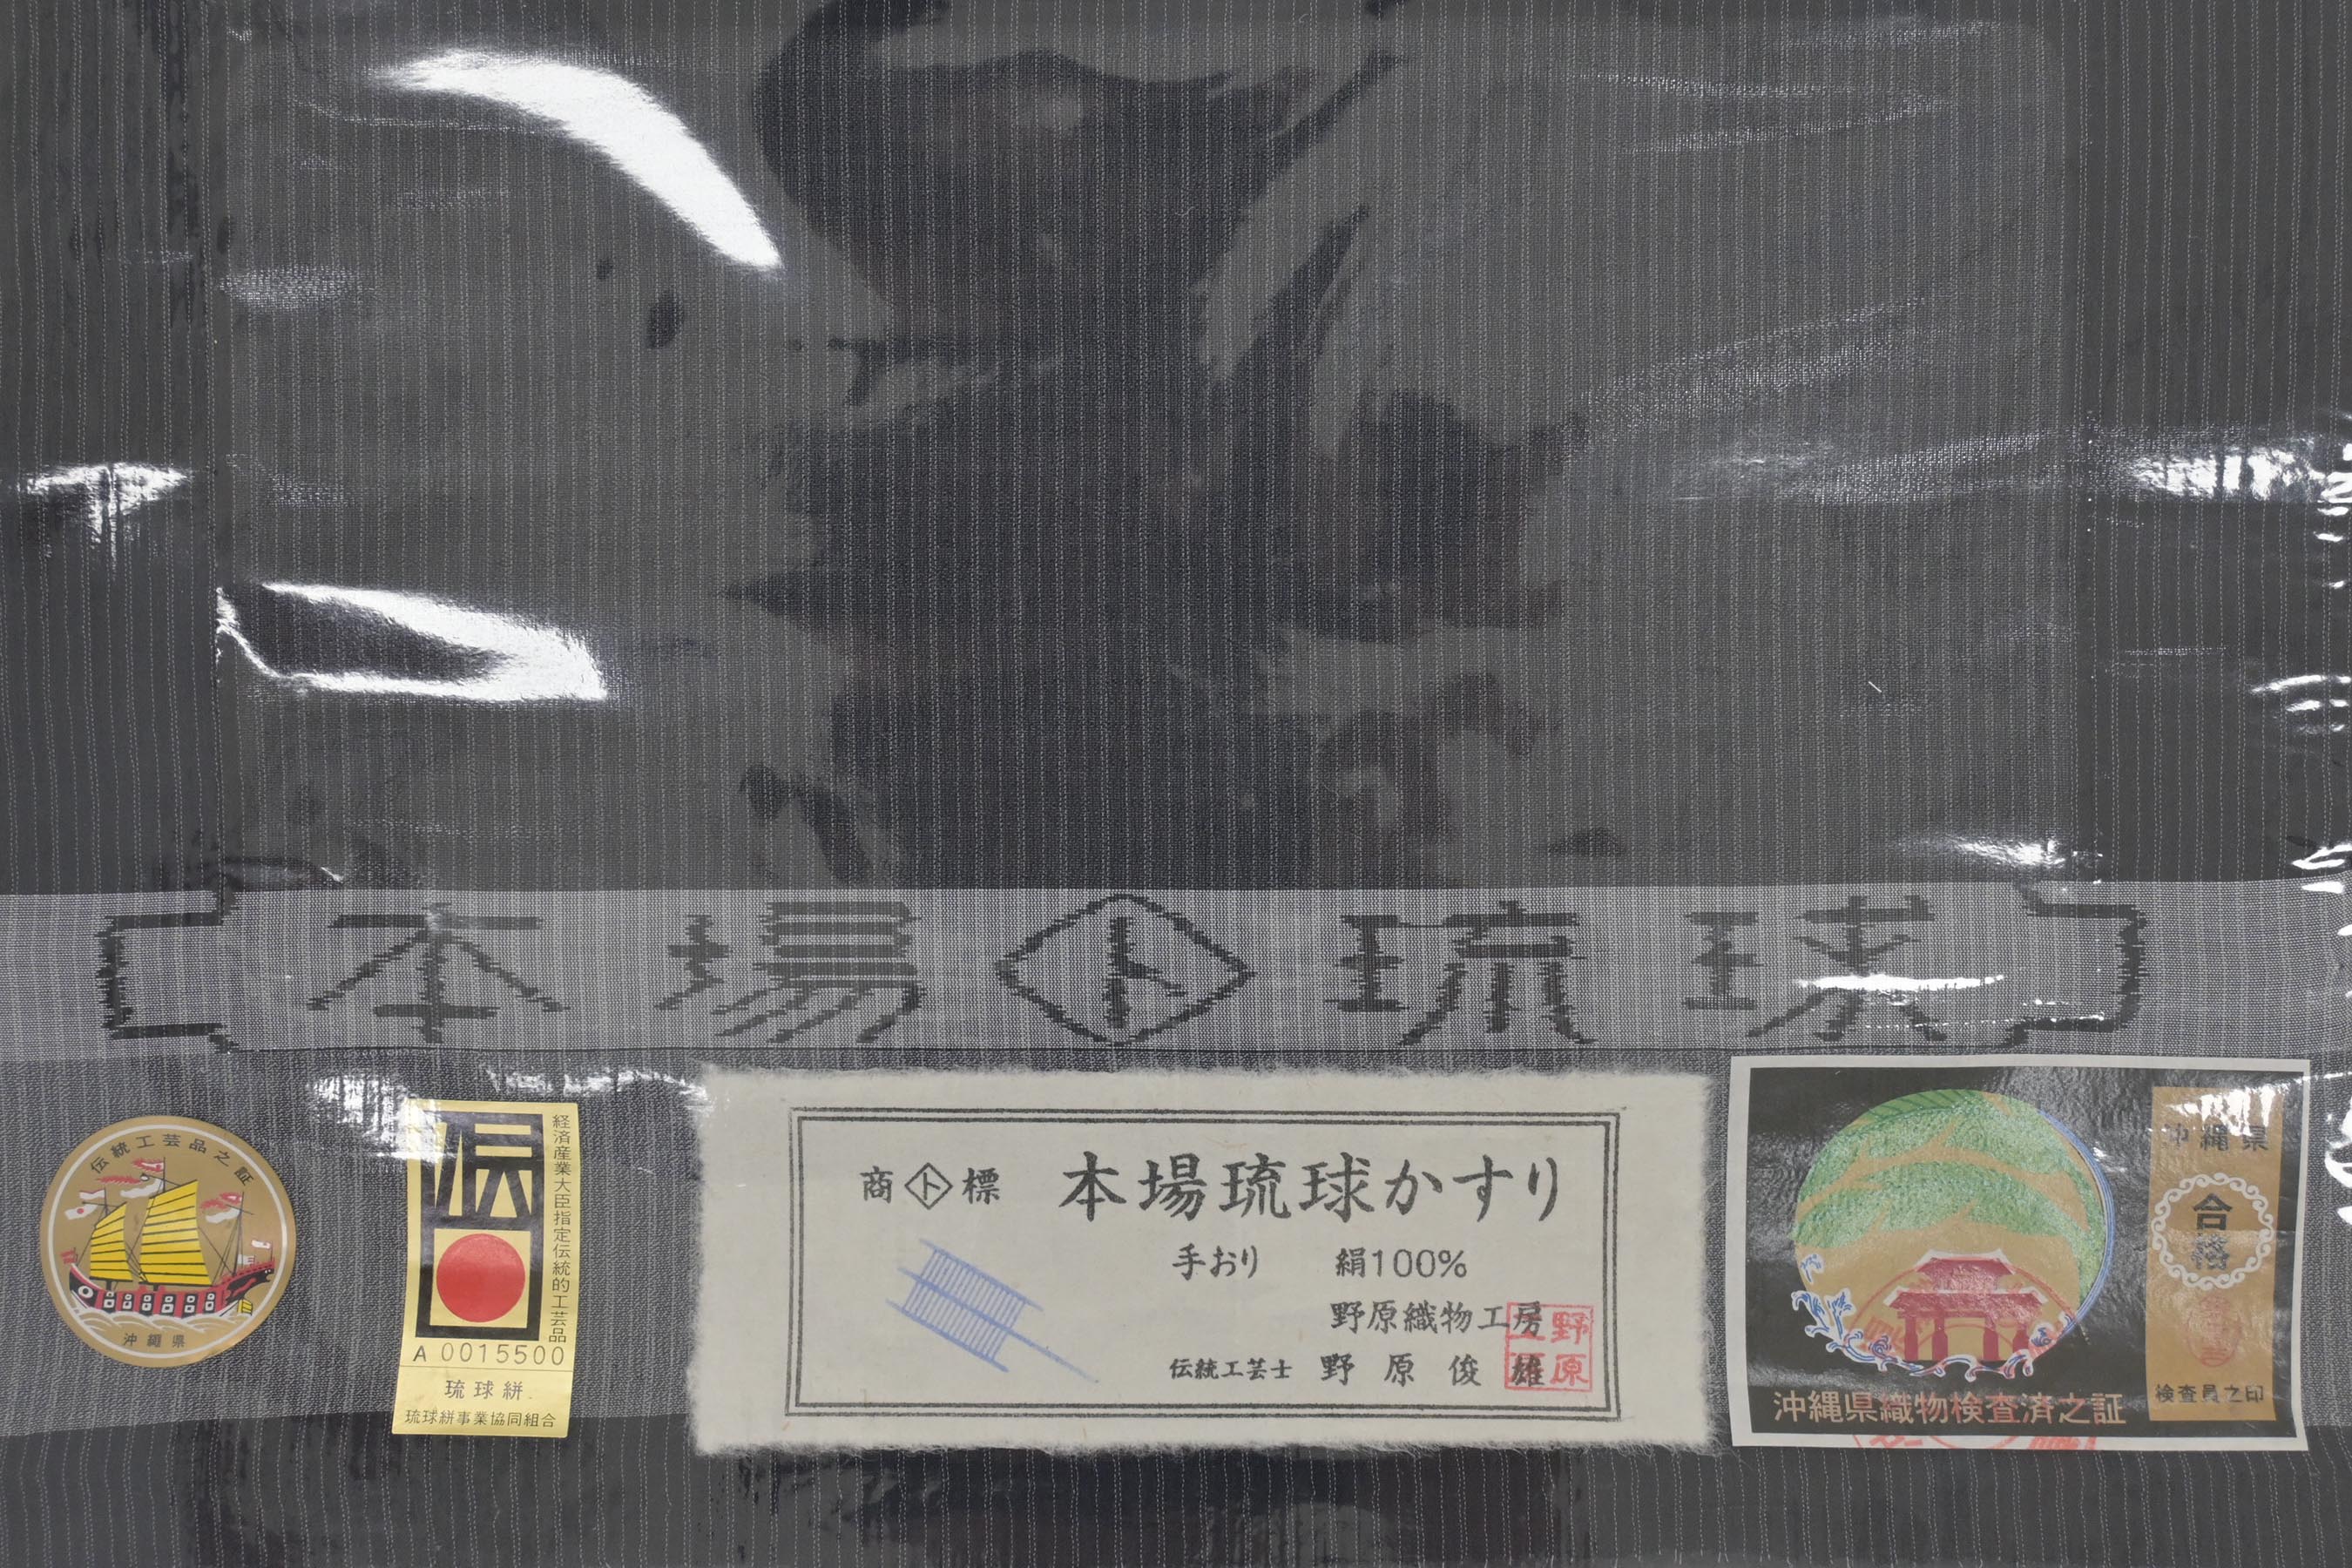 本場ト琉球
伝統工芸品之証
沖縄県
伝
経済産業大臣指定伝統的工芸品
A 0015500
琉球絣
琉球絣事業協同組合
商ト標 本場琉球かすり
手おり 絹100%
野原織物工房
伝統工芸士 野原俊雄
野原
沖縄県
合格
検査員之印
沖縄県織物検査済之証